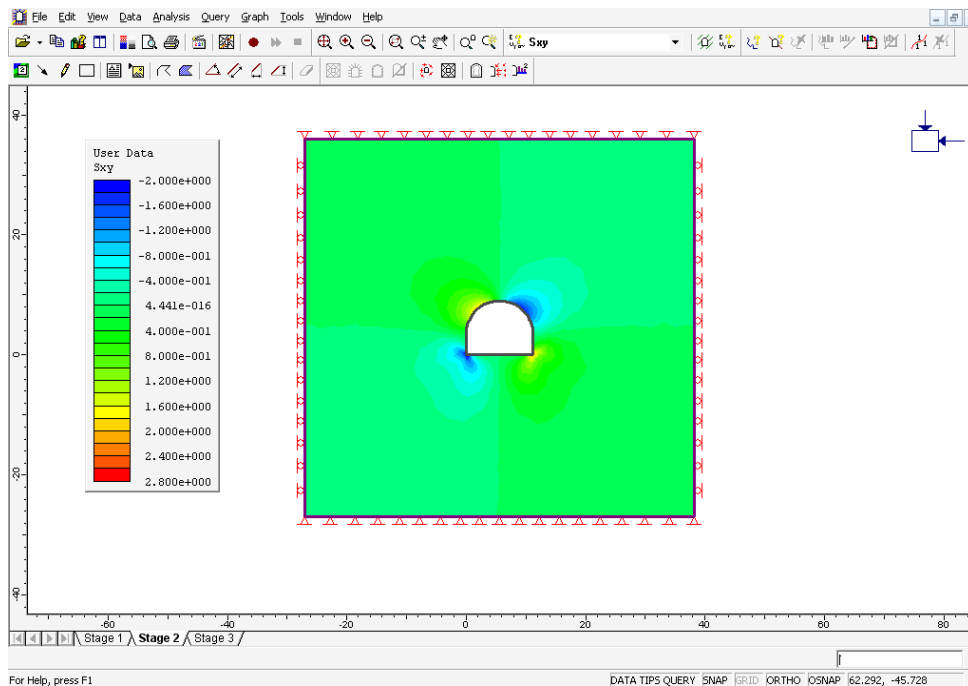 File Edit View Data Analysis Query Graph Tools Window Help
Sxy
40
20
0
-20
-40
User Data
Sxy
-2.000e+000
-1.600e+000
-1.200e+000
-8.000e-001
-4.000e-001
4.441e-016
4.000e-001
8.000e-001
1.200e+000
1.600e+000
2.000e+000
2.400e+000
2.800e+000
-60 -40 -20 0 20 40 60 80
Stage 1 Stage 2 Stage 3
For Help, press F1 DATA TIPS QUERY SNAP GRID ORTHO OSNAP 62.292, -45.728